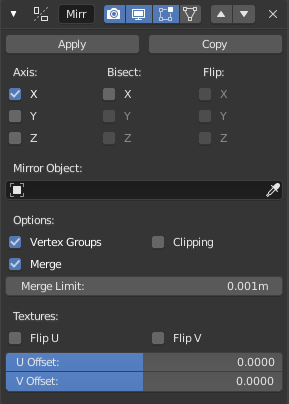 Mirr
Apply Copy
Axis: Bisect: Flip:
X X X
Y Y Y
Z Z Z
Mirror Object:
Options:
Vertex Groups Clipping
Merge
Merge Limit: 0.001m
Textures:
Flip U Flip V
U Offset: 0.0000
V Offset: 0.0000